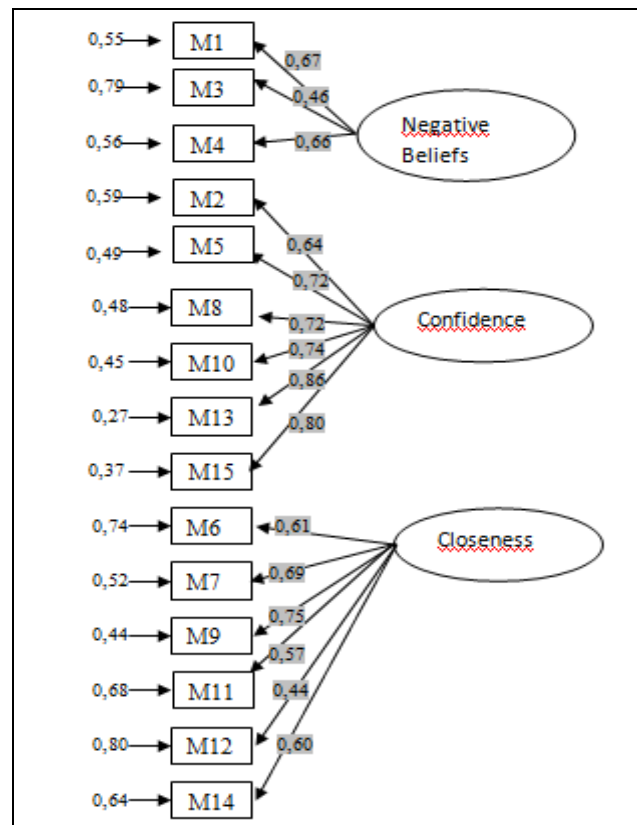 0,55 M1
0,67
0,79 M3
0,46
Negative
Beliefs
0,56 M4
0,66
0,59 M2
0,64
0,49 M5
0,72
0,48 M8
0,72
Confidence
0,45 M10
0,74
0,86
0,27 M13
0,80
0,37 M15
0,74 M6
0,61
Closeness
0,52 M7
0,69
0,44 M9
0,75
0,57
0,68 M11
0,44
0,80 M12
0,60
0,64 M14